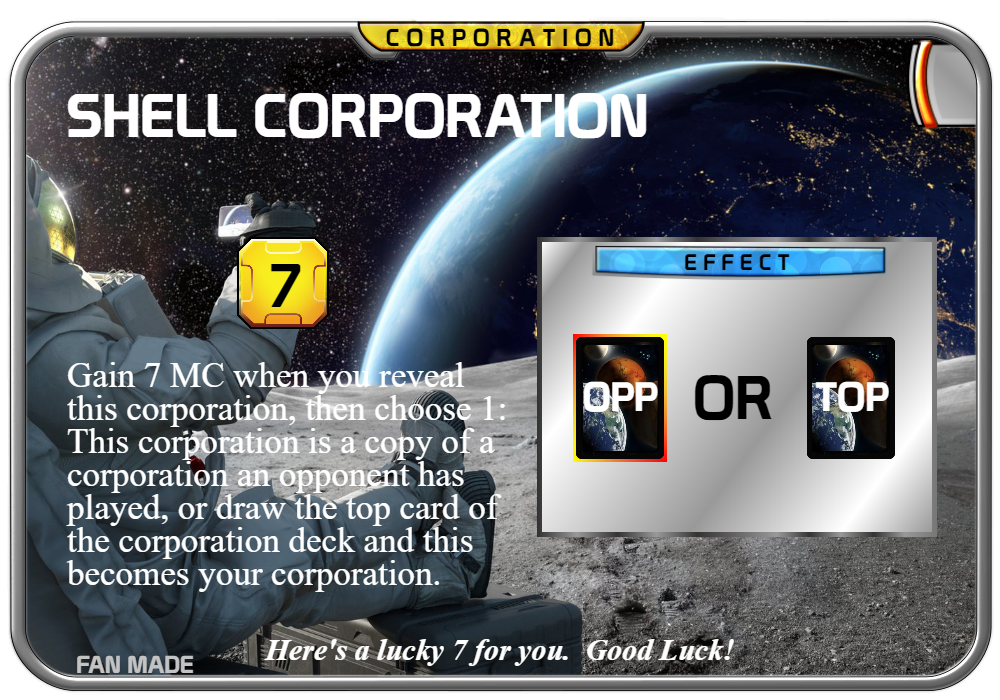 CORPORATION
SHELL CORPORATION
7
Gain 7 MC when you reveal
this corporation, then choose 1:
This corporation is a copy of a
corporation an opponent has
played, or draw the top card of
the corporation deck and this
becomes your corporation.
EFFECT
OPP OR TOP
Here's a lucky 7 for you.  Good Luck!
FAN MADE